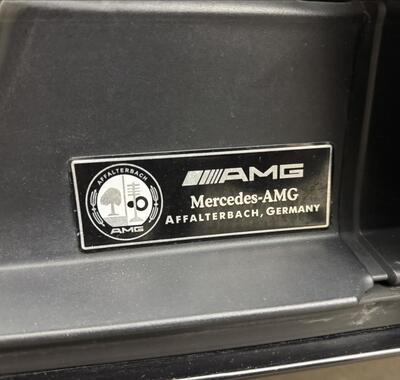 AFFALTERBACH
AMG
AMG
Mercedes-AMG
AFFALTERBACH, GERMANY